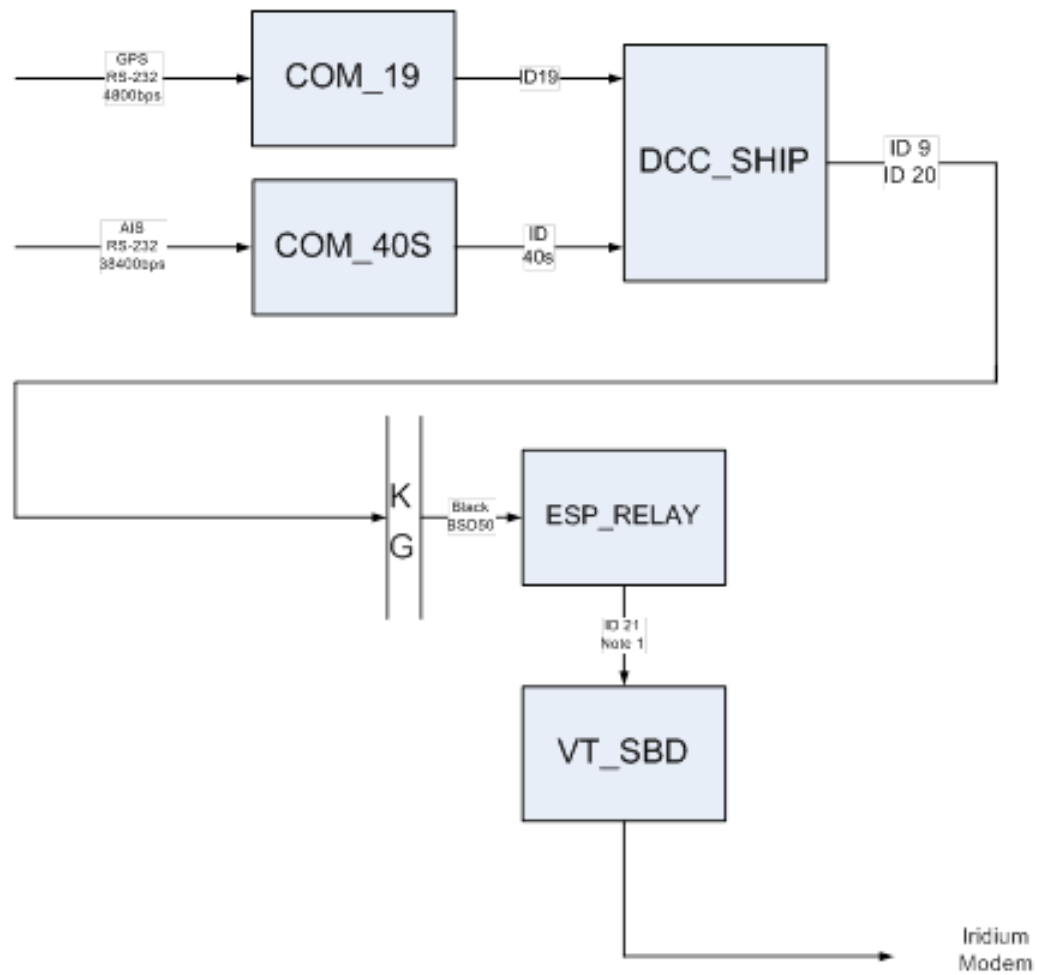 GPS
RS-232
4800bps
COM_19
ID19
DCC_SHIP
ID 9
ID 20
AIS
RS-232
38400bps
COM_40S
ID
40s
K
G
Black
BSD50
ESP_RELAY
ID 21
Note 1
VT_SBD
Iridium
Modem